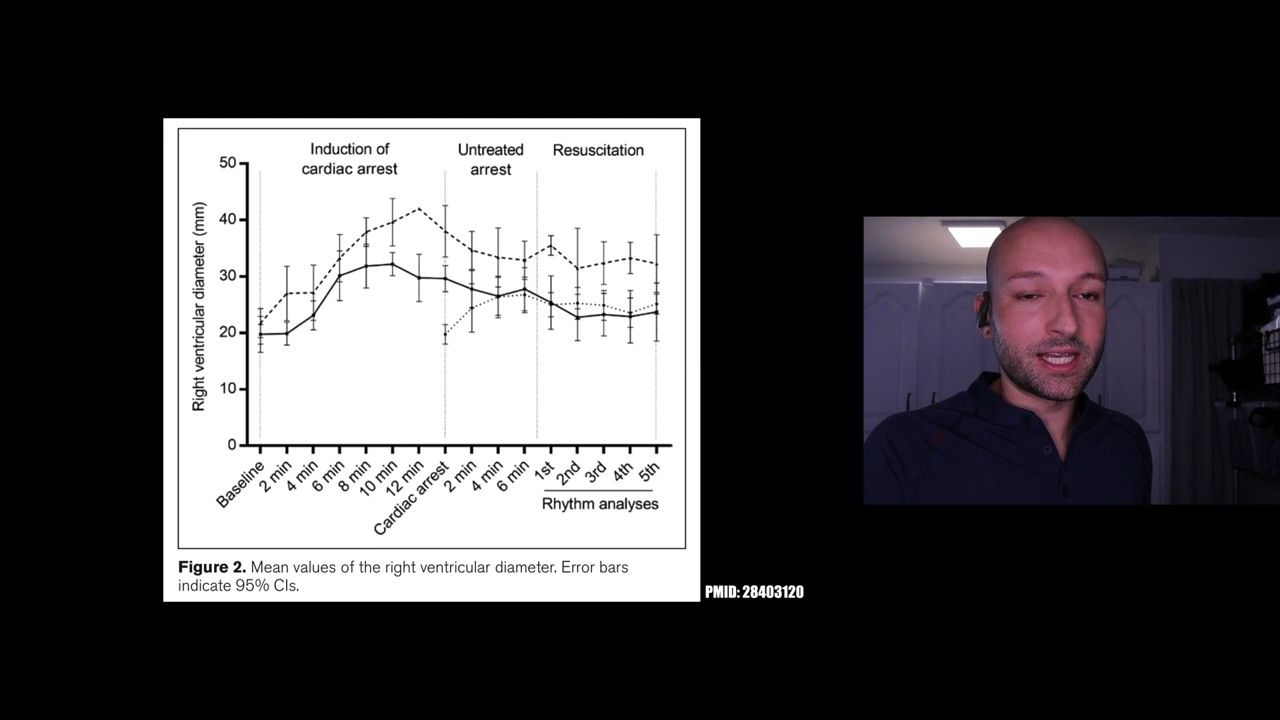 Induction of
cardiac arrest
Untreated
arrest
Resuscitation
Right ventricular diameter (mm)
50
40
30
20
10
0
Baseline
2 min
4 min
6 min
8 min
10 min
12 min
Cardiac arrest
2 min
4 min
6 min
1st
2nd
3rd
4th
5th
Rhythm analyses
Figure 2. Mean values of the right ventricular diameter. Error bars
indicate 95% CIs.
PMID: 28403120